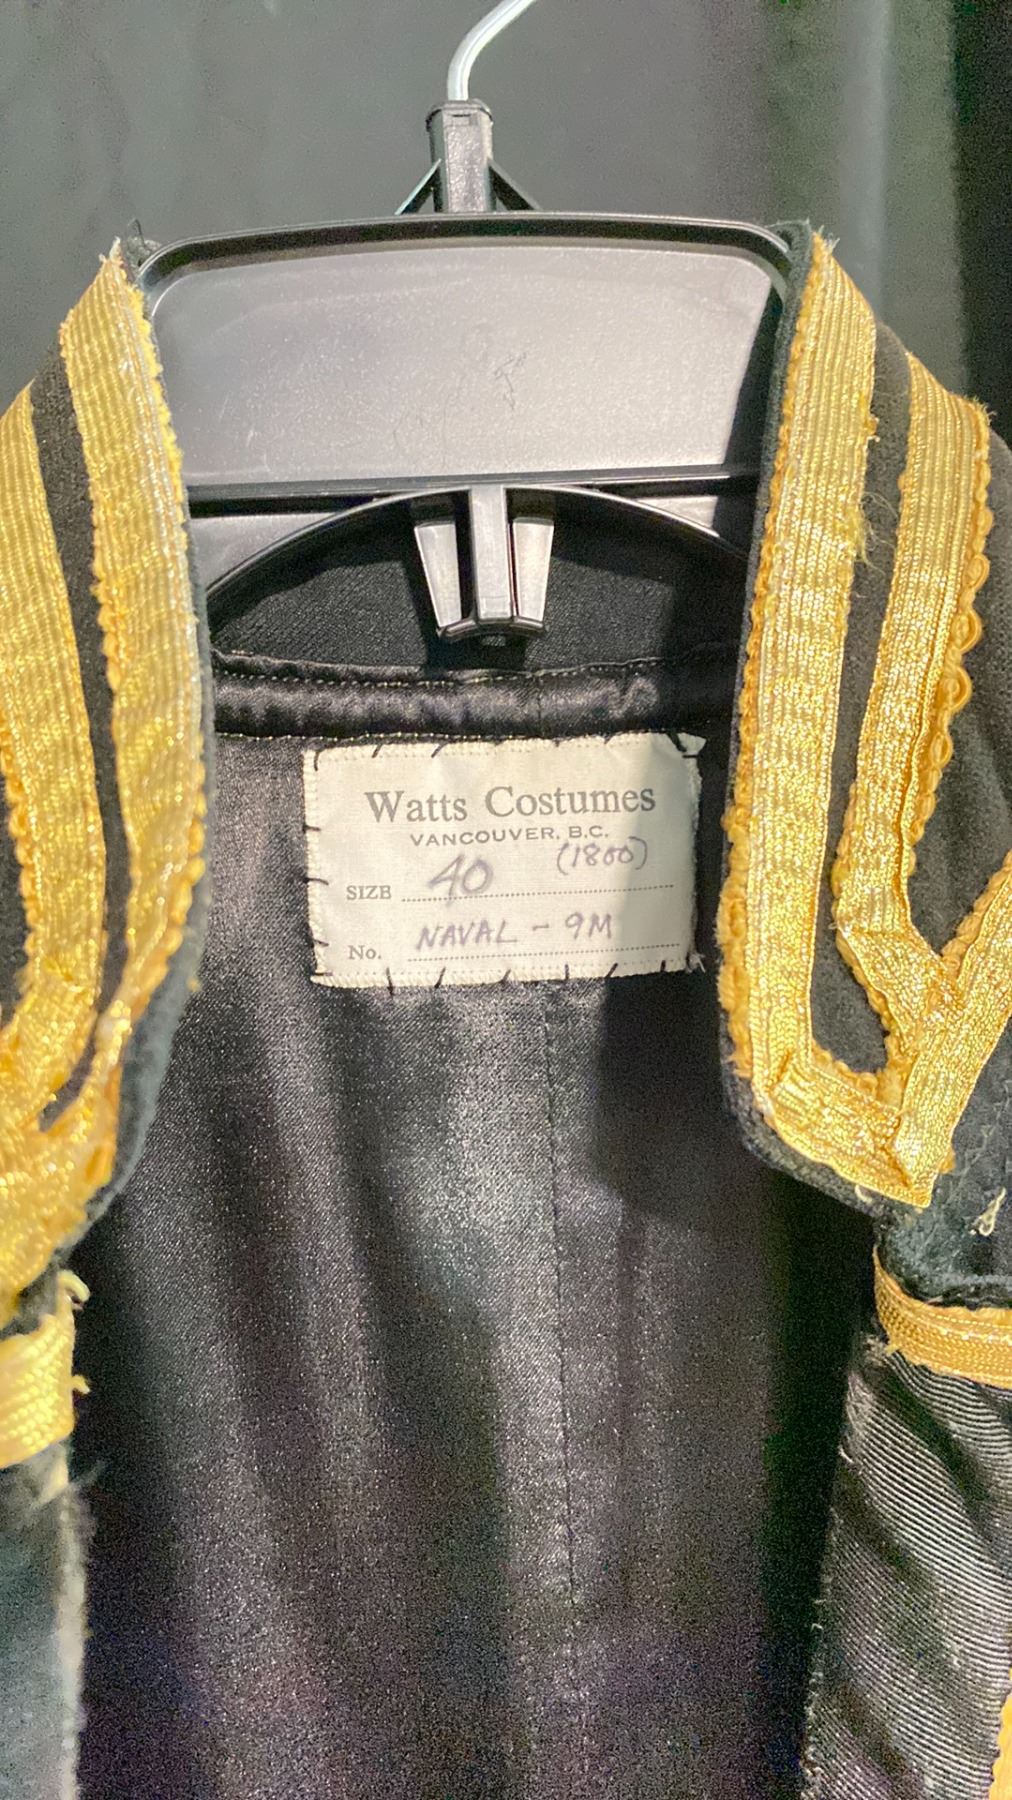 Watts Costumes
VANCOUVER, B.C.
(1800)
SIZE 40
No. NAVAL - 9M